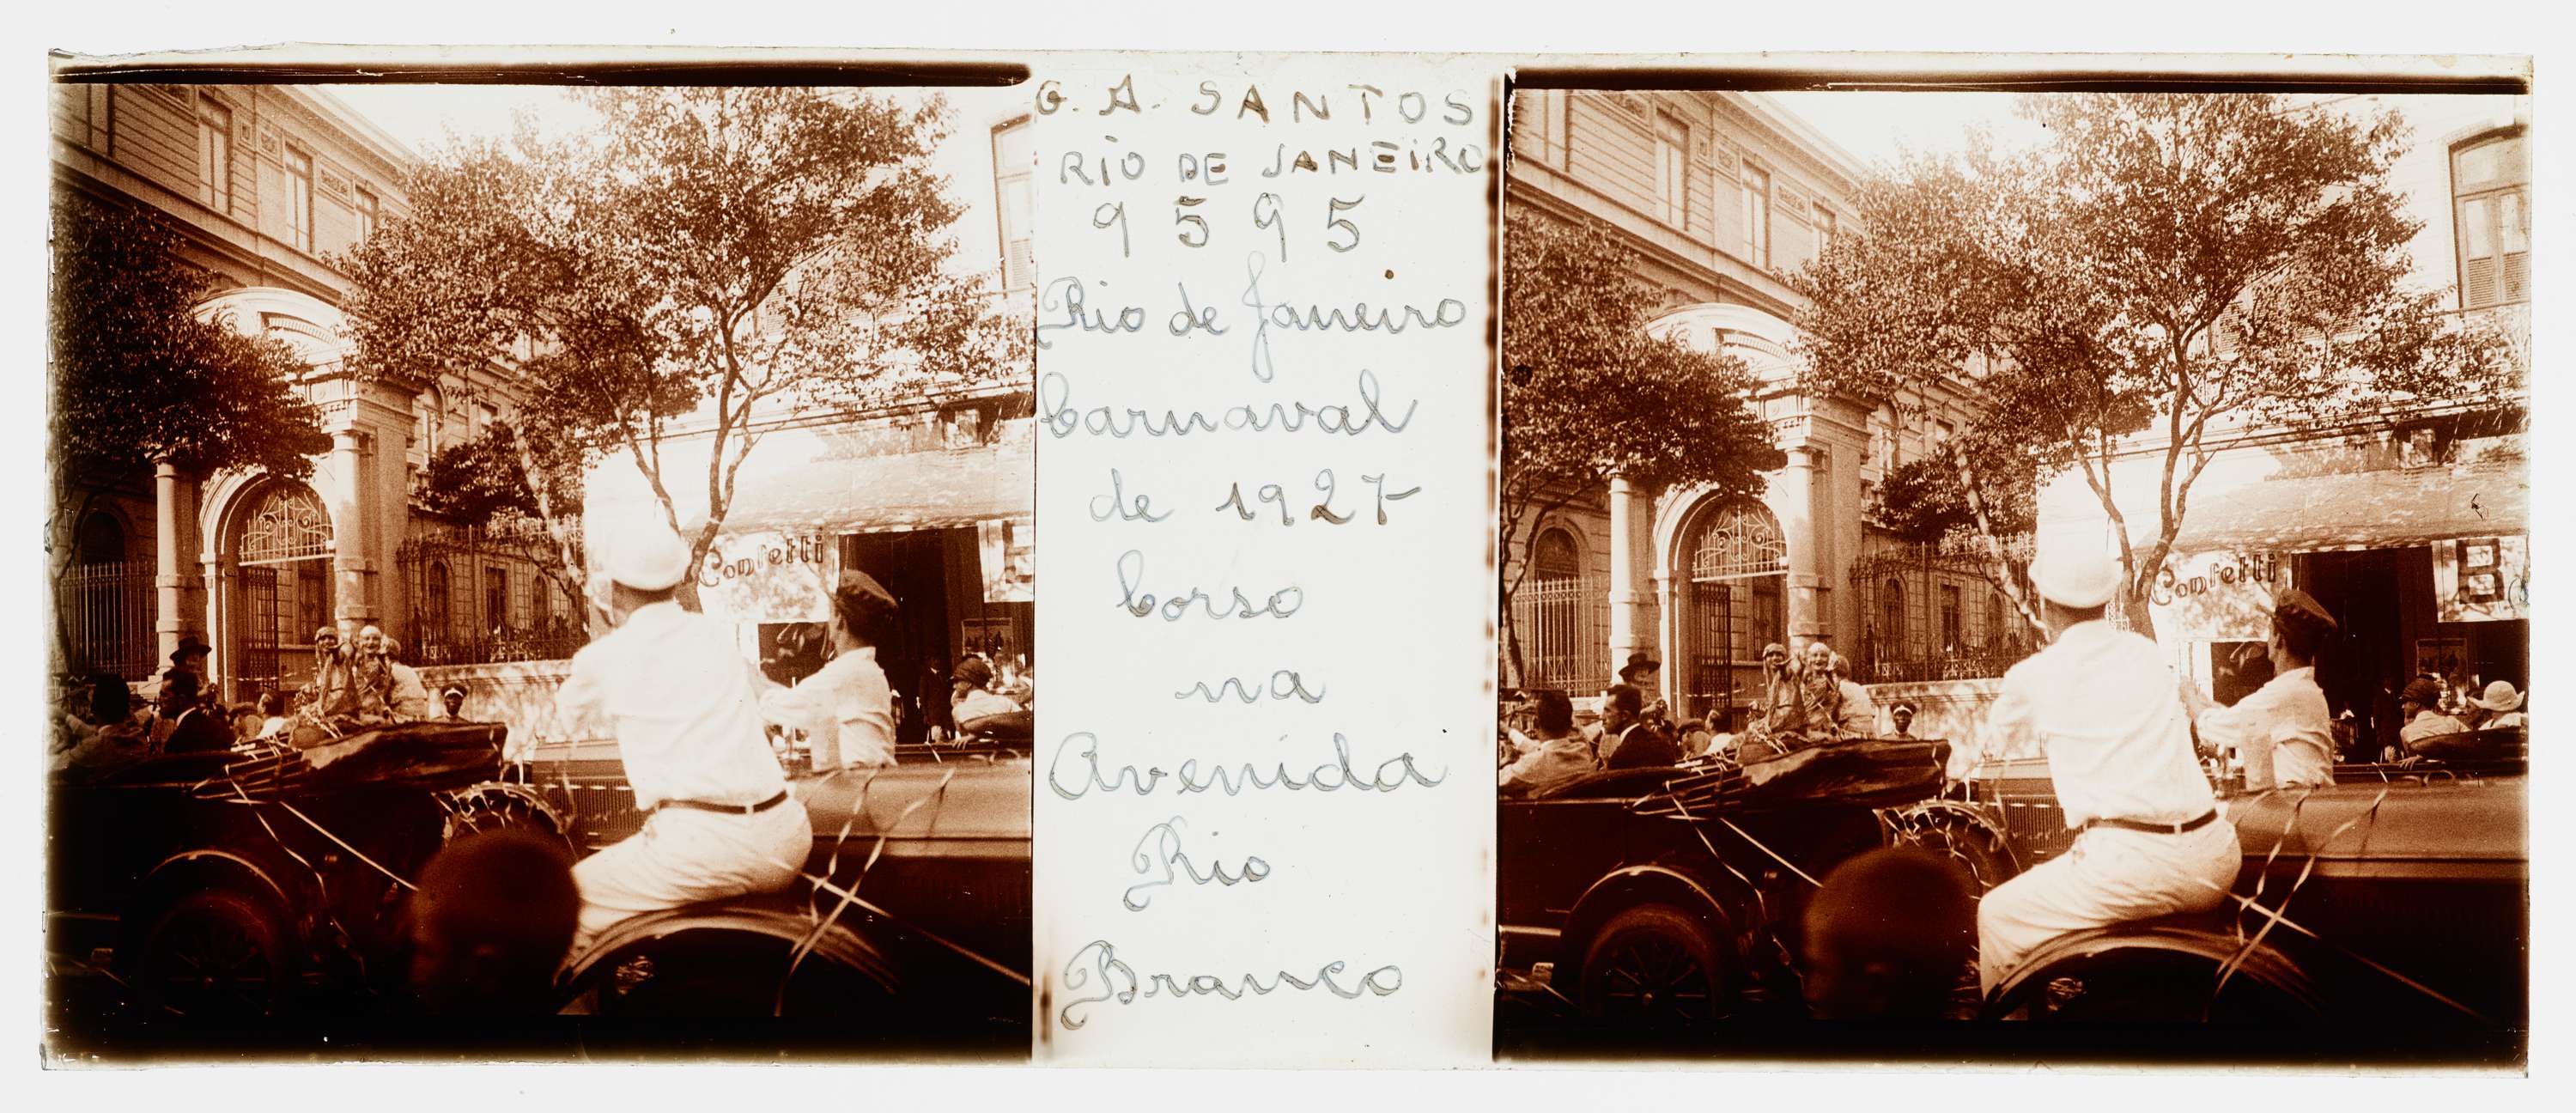 Confetti
G. A. SANTOS
RIO DE JANEIRO
9595
Rio de Janeiro
Carnaval
de 1927
Corso
na
Avenida
Rio
Branco
Confetti
B